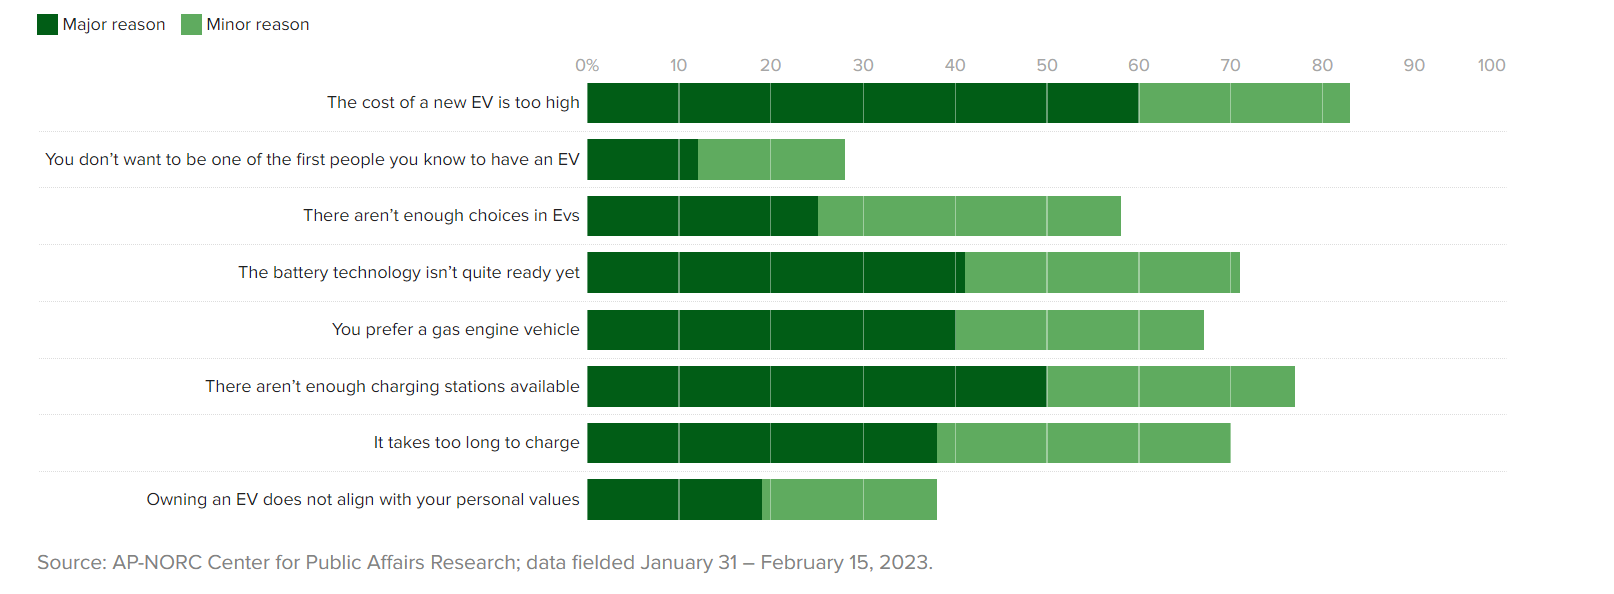 Major reason Minor reason
0% 10 20 30 40 50 60 70 80 90 100
The cost of a new EV is too high
You don’t want to be one of the first people you know to have an EV
There aren’t enough choices in Evs
The battery technology isn’t quite ready yet
You prefer a gas engine vehicle
There aren’t enough charging stations available
It takes too long to charge
Owning an EV does not align with your personal values
Source: AP-NORC Center for Public Affairs Research; data fielded January 31 – February 15, 2023.